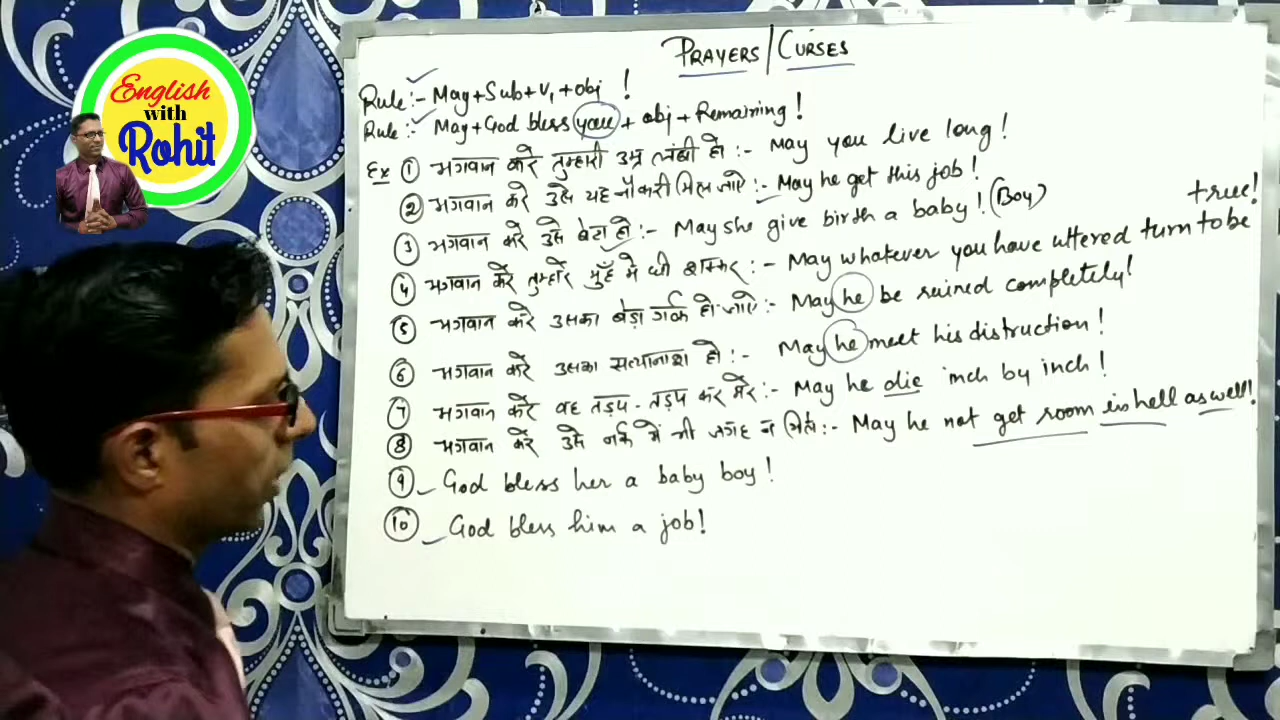 English
with
Rohit
PRAYERS/CURSES
Rule:- May+Sub+V₁+obj !
Rule:- May+God bless you + obj + Remaining!
Ex ① भगवान करे तुम्हारी उम्र लंबी हो :- May you live long!
② भगवान करे उसे यह नौकरी मिल जाऐ :- May he get this job!
③ भगवान करे उसे बेटा हो :- May she give birth a baby! (Boy)
④ भगवान करें तुम्हारे मुँह मे घी शक्कर :- May whatever you have uttered turn to be true!
⑤ भगवान करे उसका बेड़ा गर्क हो जाऐ :- May he be ruined completely!
⑥ भगवान करें उसका सत्यानाश हो :- May he meet his distruction!
⑦ भगवान करें वह तड़प-तड़प कर मरे :- May he die inch by inch!
⑧ भगवान करें उसे नर्क में भी जगह न मिले :- May he not get room in hell as well!
⑨ God bless her a baby boy!
⑩ God bless him a job!